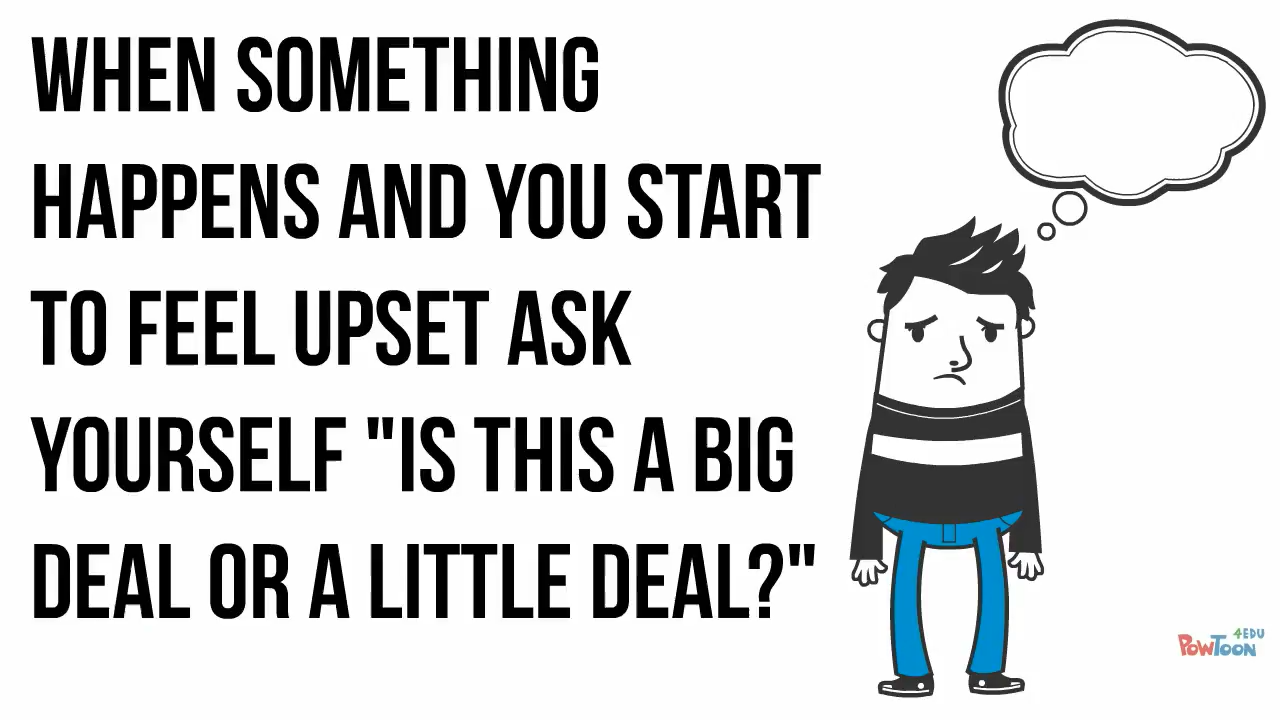 WHEN SOMETHING
HAPPENS AND YOU START
TO FEEL UPSET ASK
YOURSELF "IS THIS A BIG
DEAL OR A LITTLE DEAL?"
4EDU
POWTOON